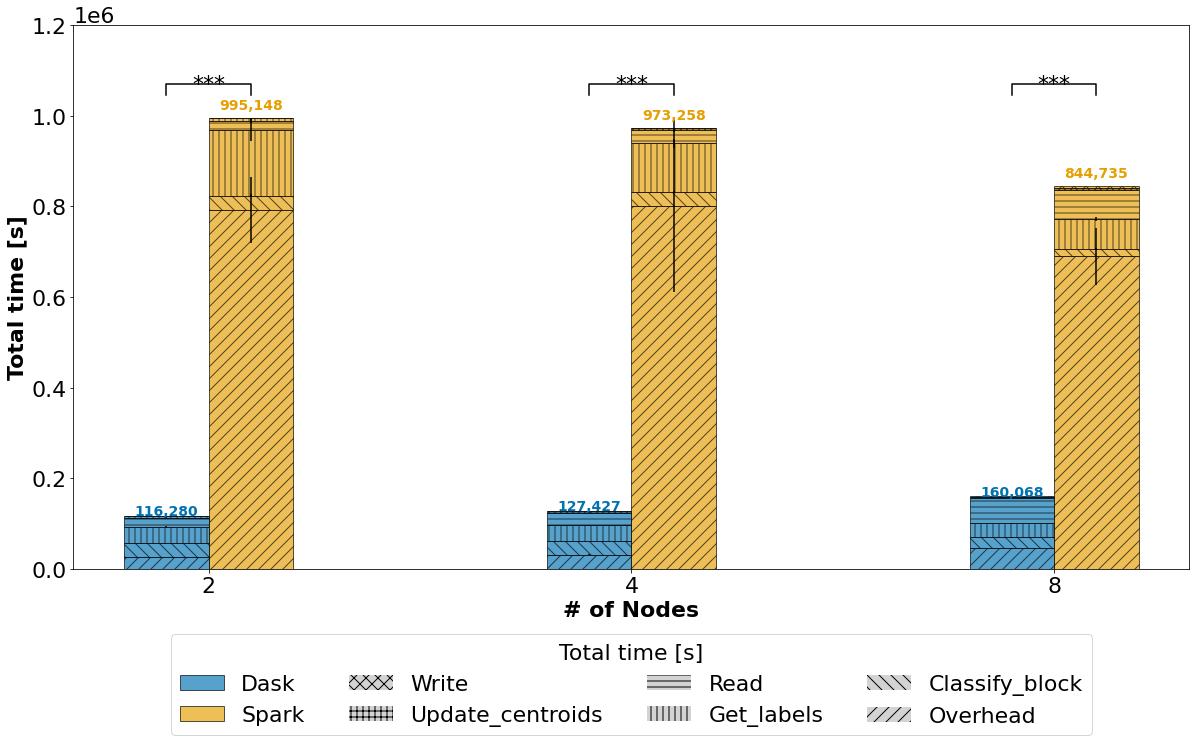 1e6
1.2
1.0
0.8
0.6
0.4
0.2
0.0
Total time [s]
***
***
***
995,148
973,258
844,735
116,280
127,427
160,068
2
4
8
# of Nodes
Total time [s]
Dask
Write
Read
Classify_block
Spark
Update_centroids
Get_labels
Overhead